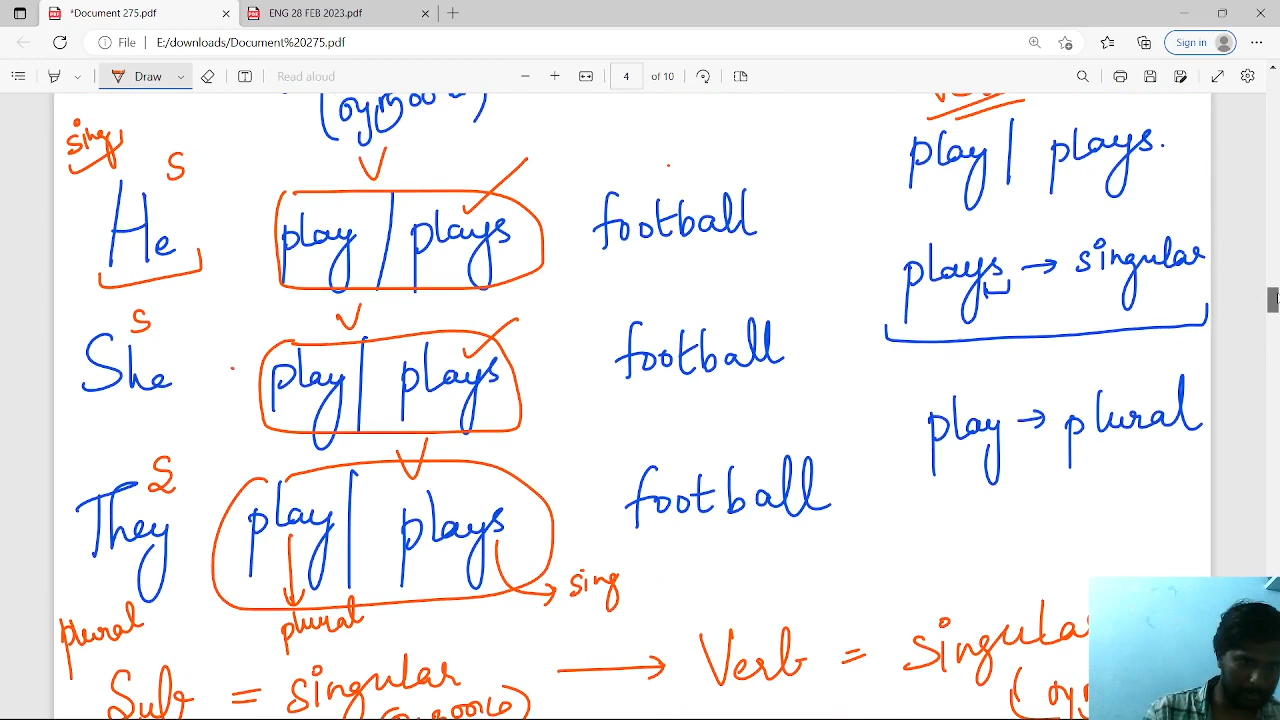 *Document 275.pdf
ENG 28 FEB 2023.pdf
File E:/downloads/Document%20275.pdf
Sign in
Draw
Read aloud
4 of 10
play | plays.
sing
S
He play / plays football
plays → singular
S
She play | plays football
play → plural
S
They play | plays football
sing
plural
plural
Sub = singular → Verb = singular